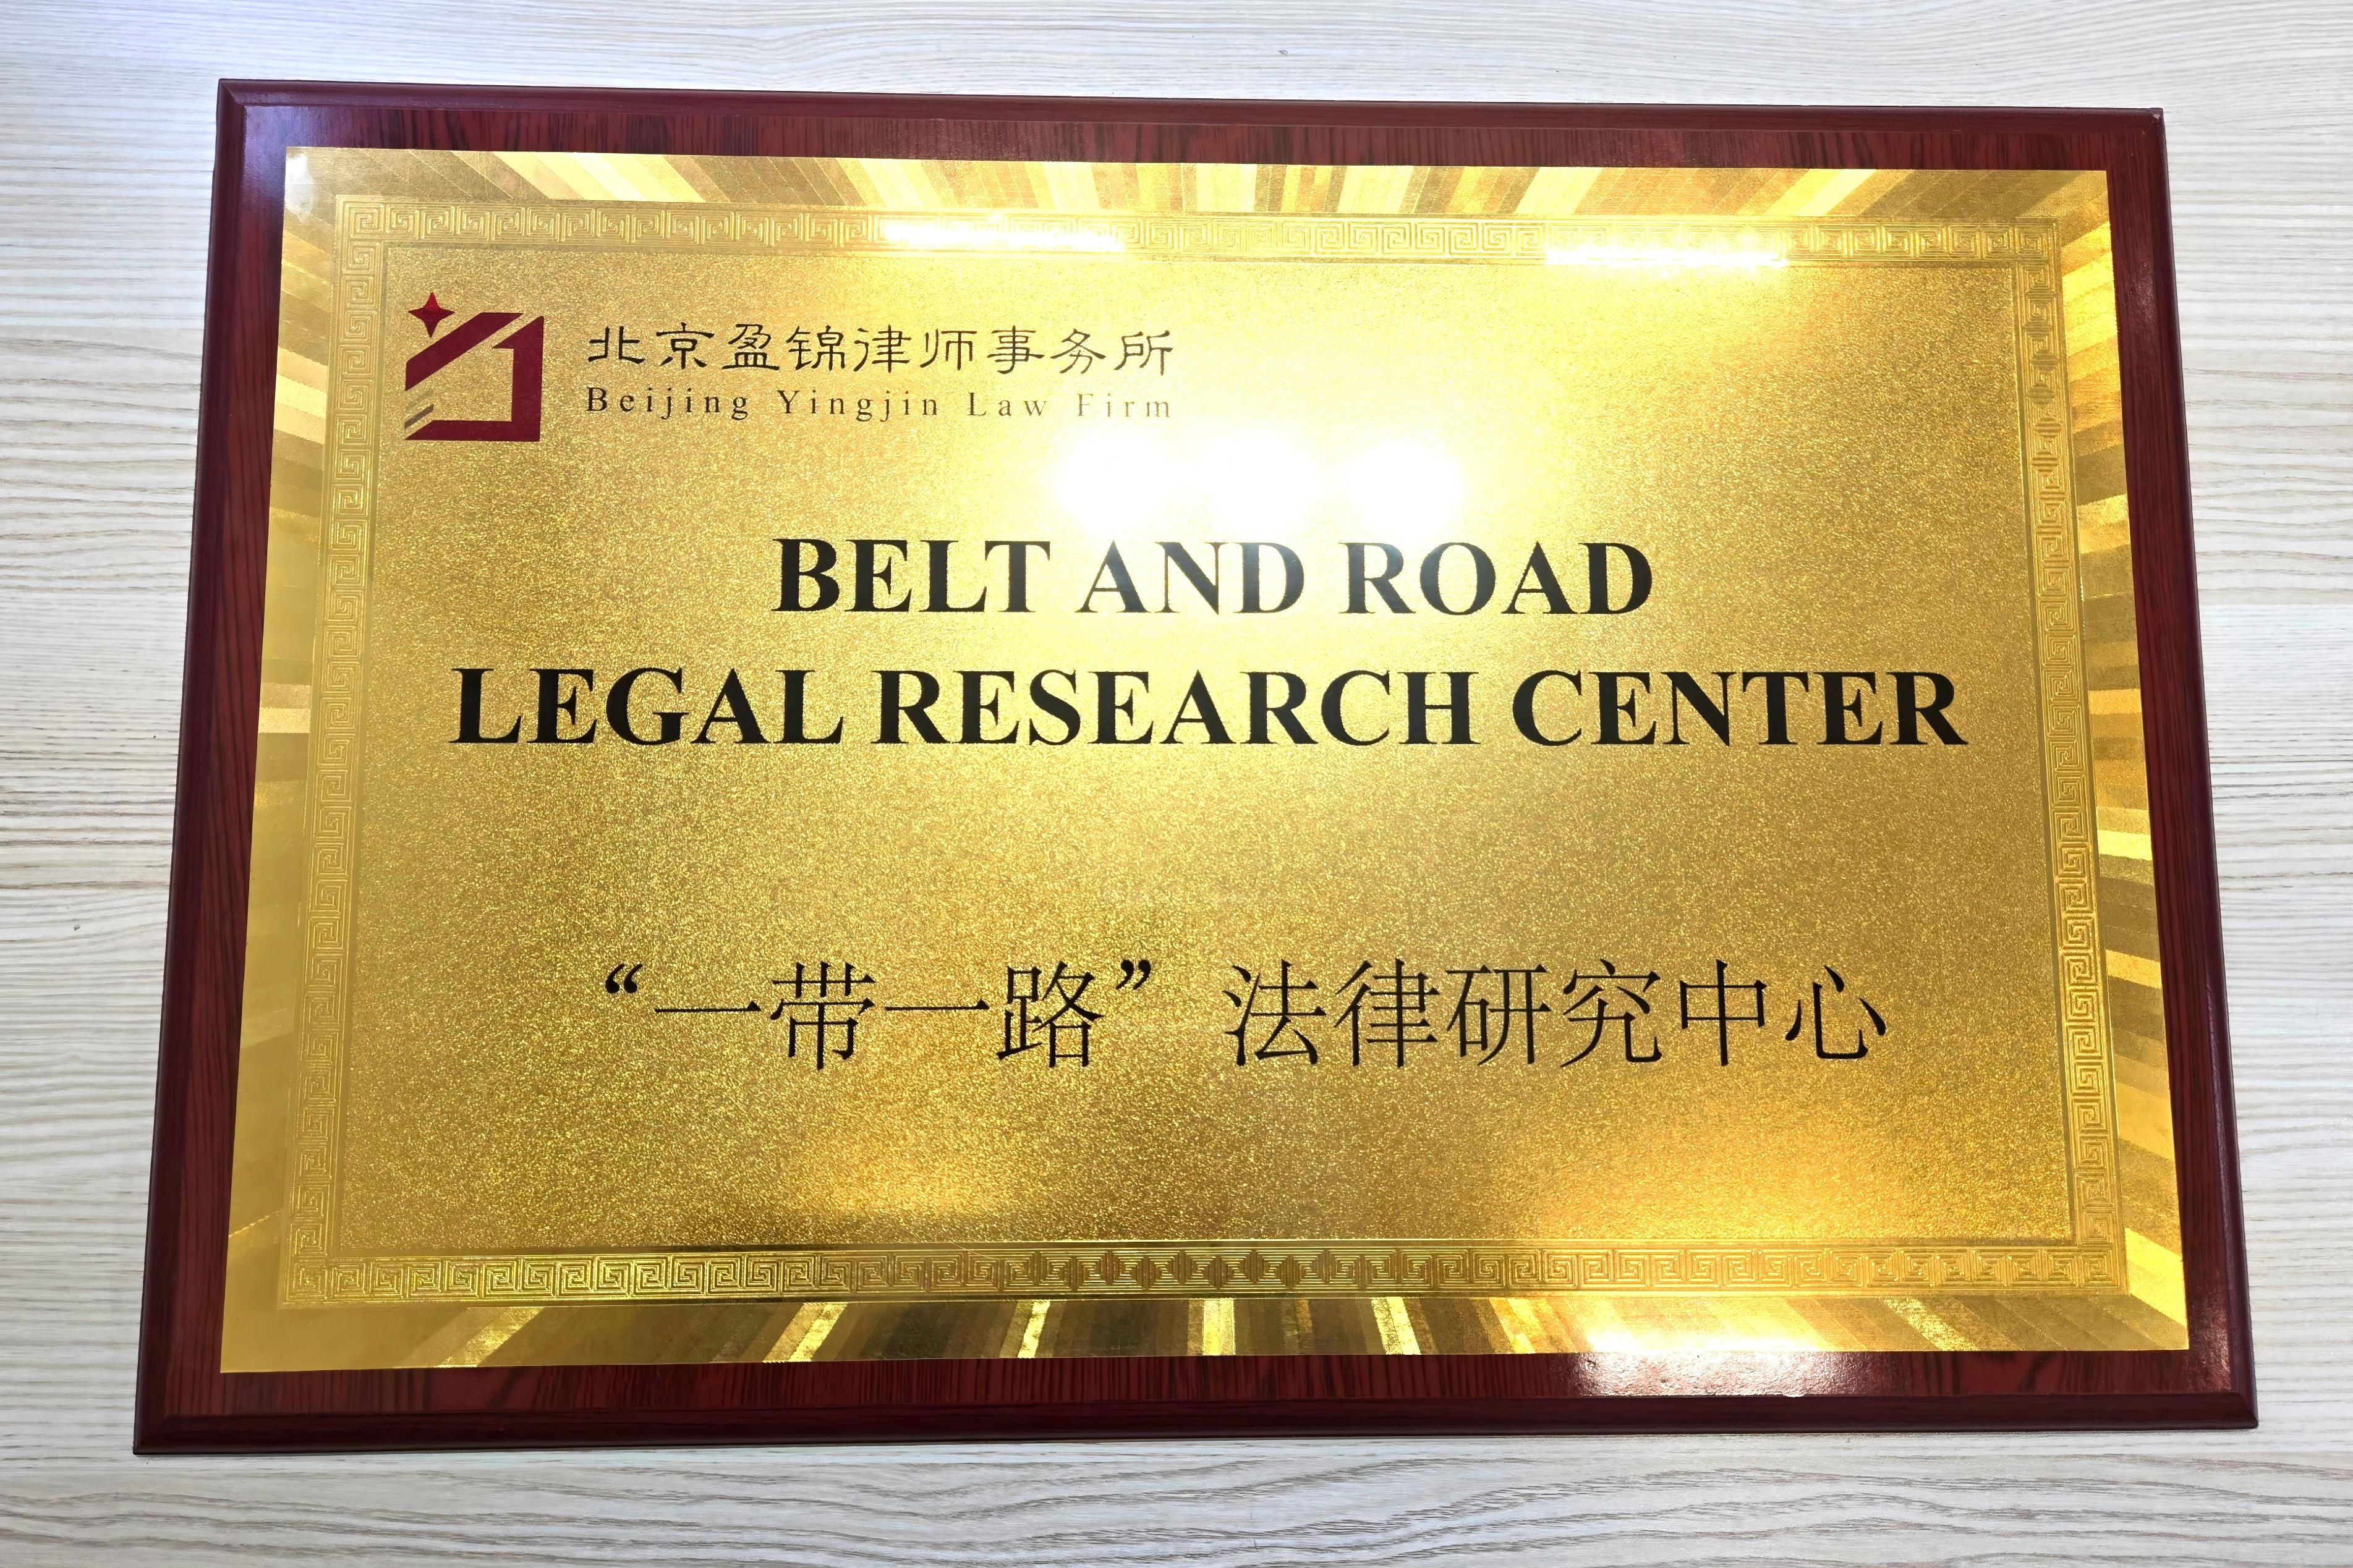 北京盈锦律师事务所
Beijing Yingjin Law Firm
BELT AND ROAD
LEGAL RESEARCH CENTER
“一带一路”法律研究中心